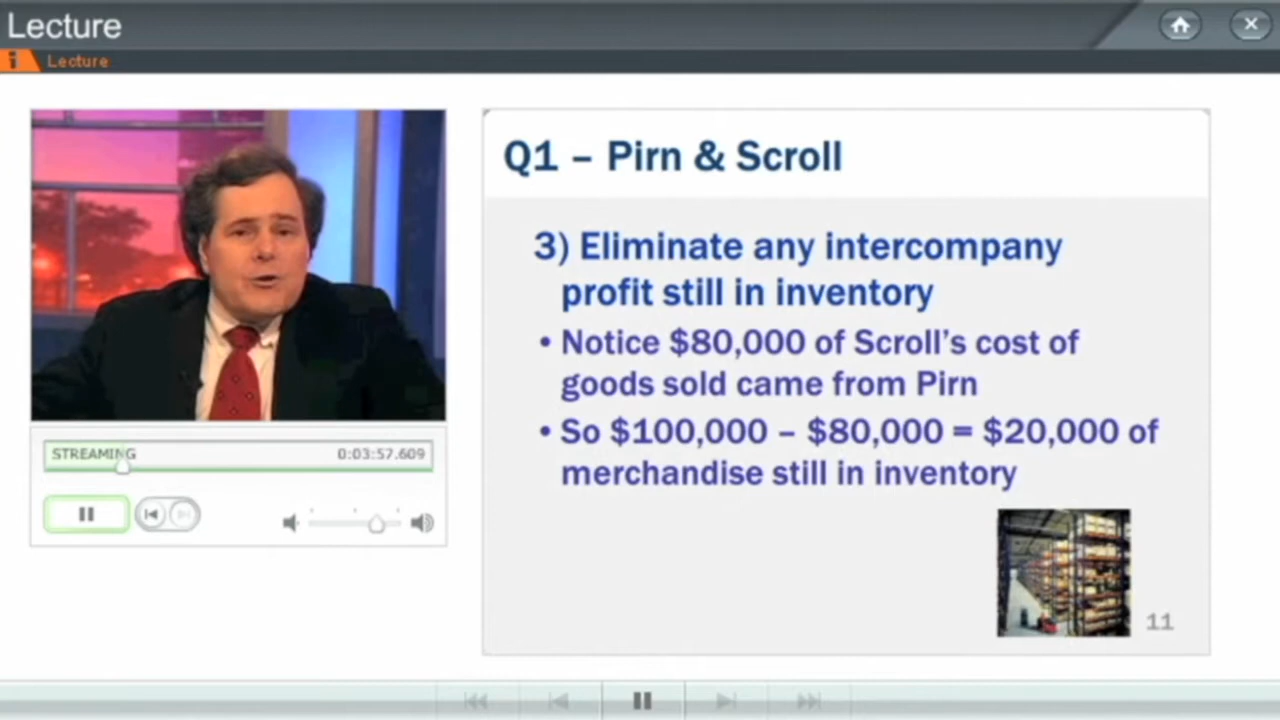 Lecture
i Lecture
Q1 – Pirn & Scroll
3) Eliminate any intercompany
profit still in inventory
• Notice $80,000 of Scroll’s cost of
goods sold came from Pirn
• So $100,000 – $80,000 = $20,000 of
merchandise still in inventory
STREAMING 0:03:57.609
11